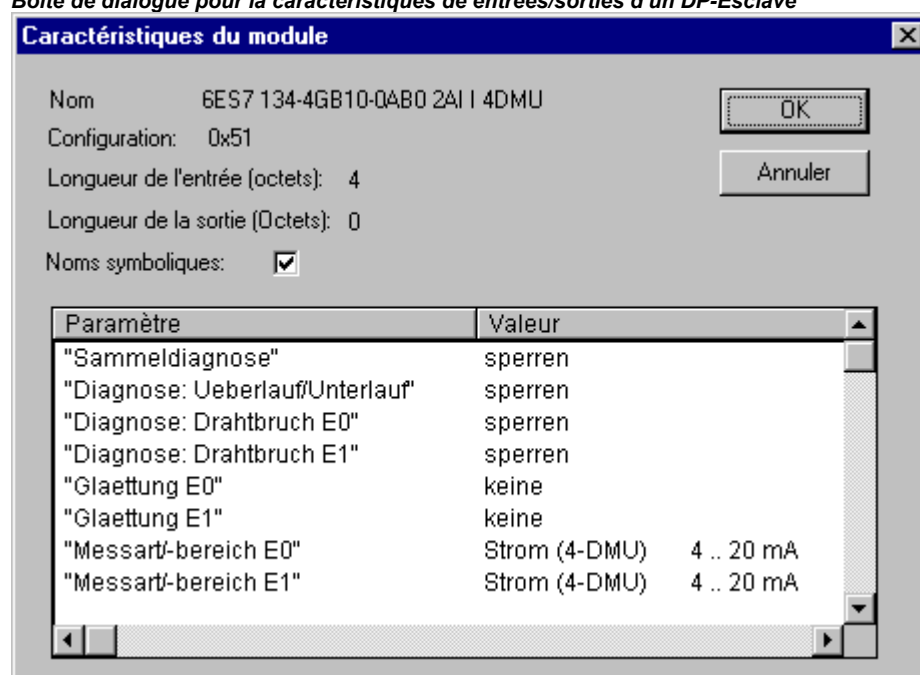 Boîte de dialogue pour la caractéristiques de entrées/sorties d'un DP-Esclave
Caractéristiques du module
Nom 6ES7 134-4GB10-0AB0 2AI I 4DMU
OK
Configuration: 0x51
Annuler
Longueur de l'entrée (octets): 4
Longueur de la sortie (Octets): 0
Noms symboliques:
Paramètre Valeur
"Sammeldiagnose" sperren
"Diagnose: Ueberlauf/Unterlauf" sperren
"Diagnose: Drahtbruch E0" sperren
"Diagnose: Drahtbruch E1" sperren
"Glaettung E0" keine
"Glaettung E1" keine
"Messart/-bereich E0" Strom (4-DMU) 4 .. 20 mA
"Messart/-bereich E1" Strom (4-DMU) 4 .. 20 mA